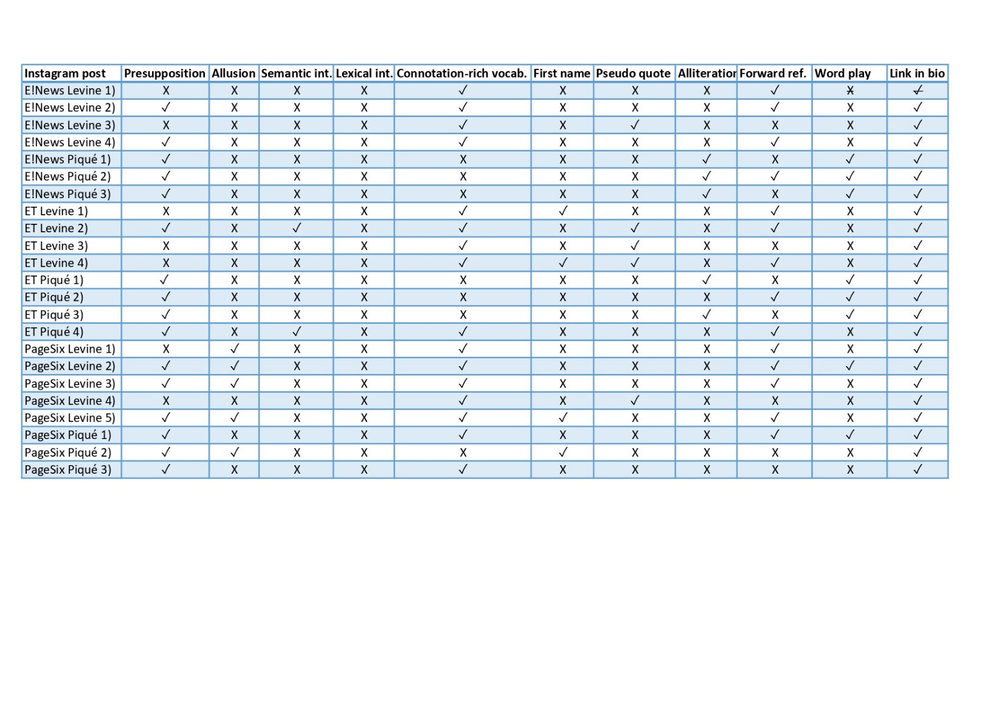 Instagram post Presupposition Allusion Semantic int. Lexical int. Connotation-rich vocab. First name Pseudo quote Alliteration Forward ref. Word play Link in bio
E!News Levine 1) X X X X ✓ X X X ✓ X ✓
E!News Levine 2) ✓ X X X ✓ X X X ✓ X ✓
E!News Levine 3) X X X X ✓ X ✓ X X X ✓
E!News Levine 4) ✓ X X X ✓ X X X ✓ X ✓
E!News Piqué 1) ✓ X X X X X X ✓ X ✓ ✓
E!News Piqué 2) ✓ X X X X X X ✓ ✓ ✓ ✓
E!News Piqué 3) ✓ X X X X X X ✓ X ✓ ✓
ET Levine 1) X X X X ✓ ✓ X X ✓ X ✓
ET Levine 2) ✓ X ✓ X ✓ X ✓ X ✓ X ✓
ET Levine 3) X X X X ✓ X ✓ X X X ✓
ET Levine 4) X X X X ✓ ✓ ✓ X ✓ X ✓
ET Piqué 1) ✓ X X X X X X ✓ X ✓ ✓
ET Piqué 2) ✓ X X X X X X X ✓ ✓ ✓
ET Piqué 3) ✓ X X X X X X ✓ X ✓ ✓
ET Piqué 4) ✓ X ✓ X ✓ X X X ✓ X ✓
PageSix Levine 1) X ✓ X X ✓ X X X ✓ X ✓
PageSix Levine 2) ✓ ✓ X X ✓ X X X ✓ ✓ ✓
PageSix Levine 3) ✓ ✓ X X ✓ X X X ✓ X ✓
PageSix Levine 4) X X X X ✓ X ✓ X X X ✓
PageSix Levine 5) ✓ ✓ X X ✓ ✓ X X ✓ X ✓
PageSix Piqué 1) ✓ X X X ✓ X X X ✓ ✓ ✓
PageSix Piqué 2) ✓ ✓ X X X ✓ X X X X ✓
PageSix Piqué 3) ✓ X X X ✓ X X X X X ✓